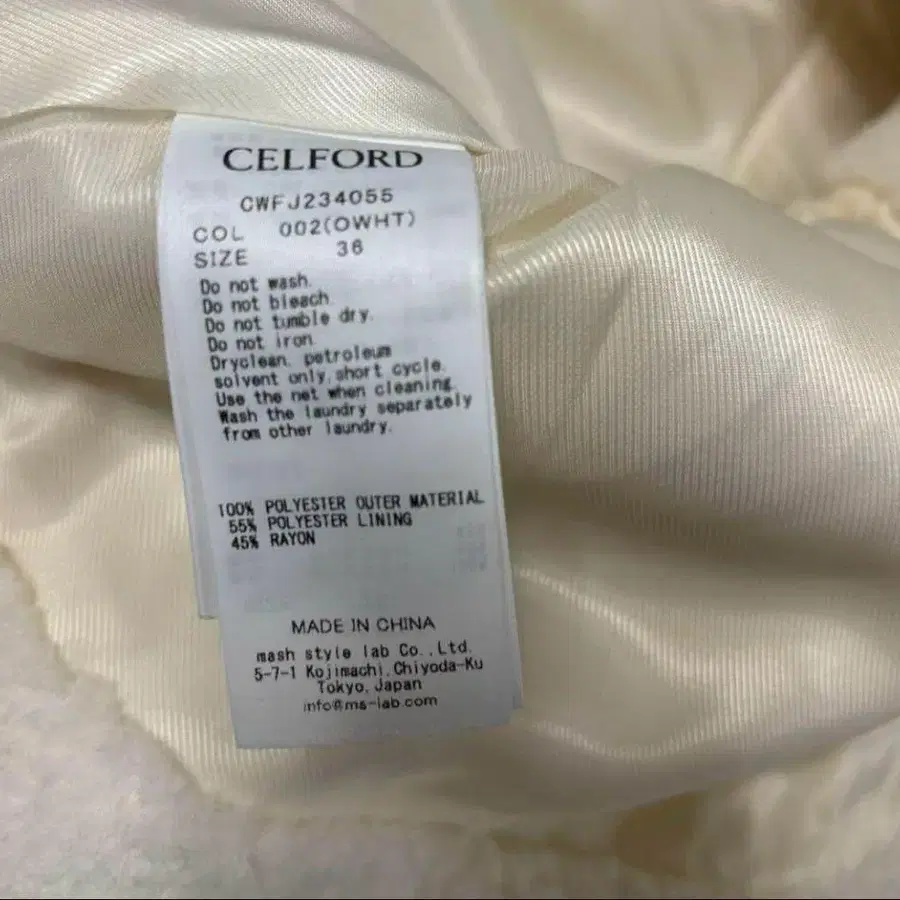 CELFORD
CWFJ234055
COL 002(OWHT)
SIZE 36
Do not wash.
Do not bleach.
Do not tumble dry.
Do not iron.
Dryclean, petroleum
solvent only, short cycle.
Use the net when cleaning.
Wash the laundry separately
from other laundry.
100% POLYESTER OUTER MATERIAL
55% POLYESTER LINING
45% RAYON
MADE IN CHINA
mash style lab Co.,Ltd.
5-7-1 Kojimachi,Chiyoda-Ku
Tokyo,Japan
info@ms-lab.com